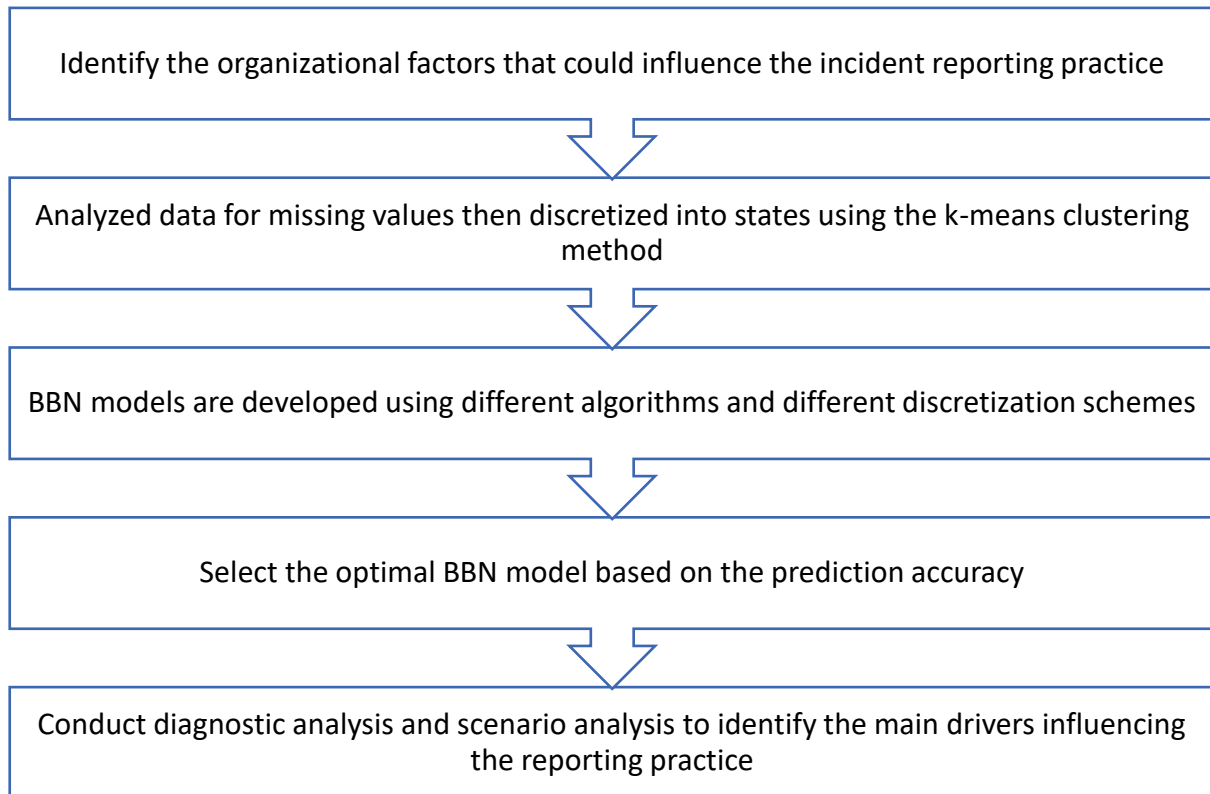 Identify the organizational factors that could influence the incident reporting practice
Analyzed data for missing values then discretized into states using the k-means clustering
method
BBN models are developed using different algorithms and different discretization schemes
Select the optimal BBN model based on the prediction accuracy
Conduct diagnostic analysis and scenario analysis to identify the main drivers influencing
the reporting practice